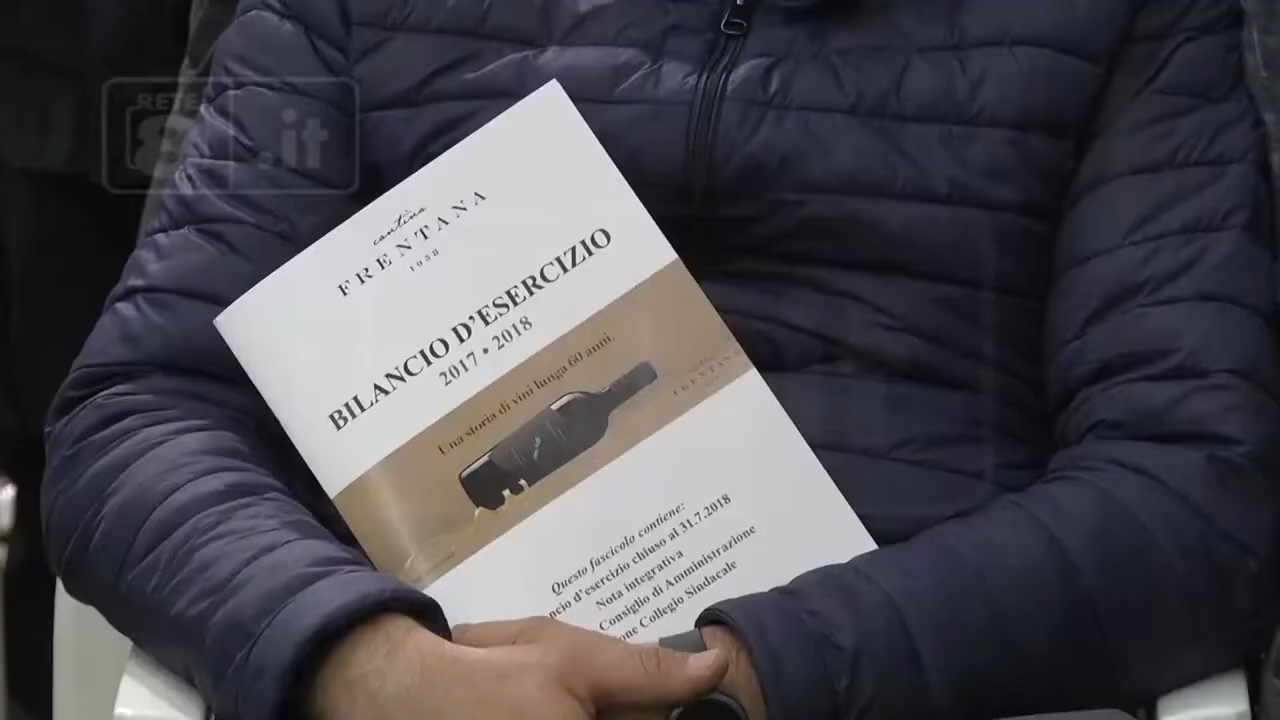 RETE
8 .it
cantina
FRENTANA
1958
BILANCIO D'ESERCIZIO
2017 • 2018
Una storia di vini lunga 60 anni.
FRENTANA
Questo fascicolo contiene:
ncio d'esercizio chiuso al 31.7.2018
Nota integrativa
Consiglio di Amministrazione
one Collegio Sindacale